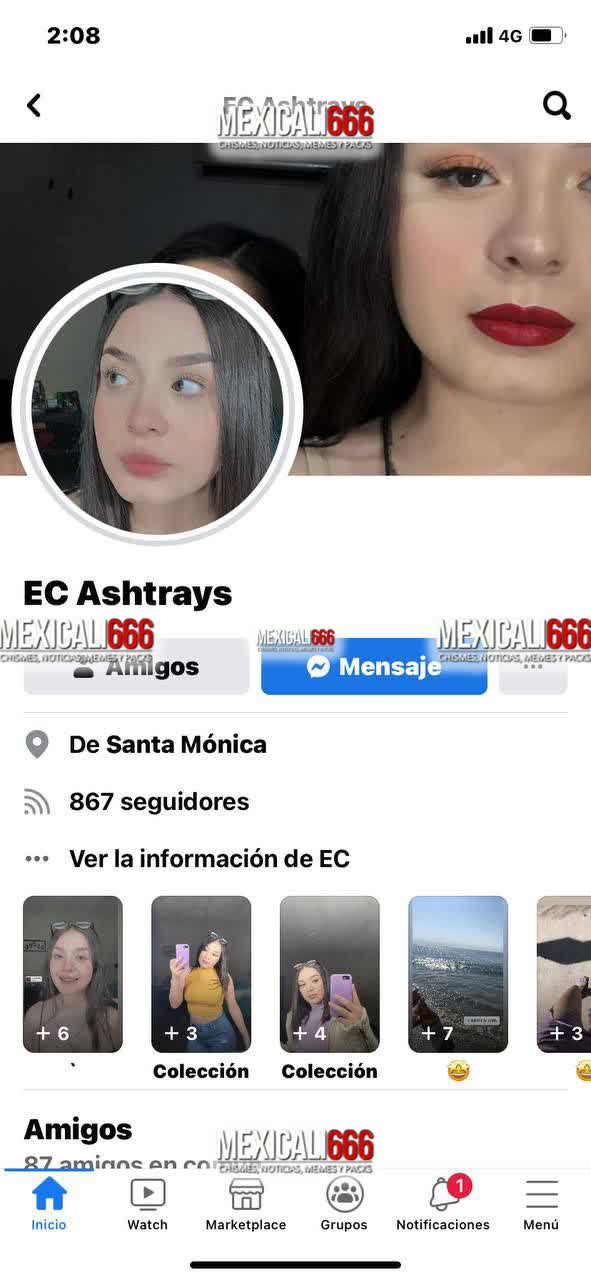 2:08
4G
EC Ashtrays
MEXICALI666
CHISMES, NOTICIAS, MEMES Y PACKS
EC Ashtrays
MEXICALI666
CHISMES, NOTICIAS, MEMES Y PACKS
MEXICALI666
MEXICALI666
CHISMES, NOTICIAS, MEMES Y PACKS
Amigos
Mensaje
De Santa Mónica
867 seguidores
Ver la información de EC
+ 6
+ 3
+ 4
+ 7
+ 3
Colección
Colección
Amigos
MEXICALI666
CHISMES, NOTICIAS, MEMES Y PACKS
87 amigos en
1
Inicio
Watch
Marketplace
Grupos
Notificaciones
Menú